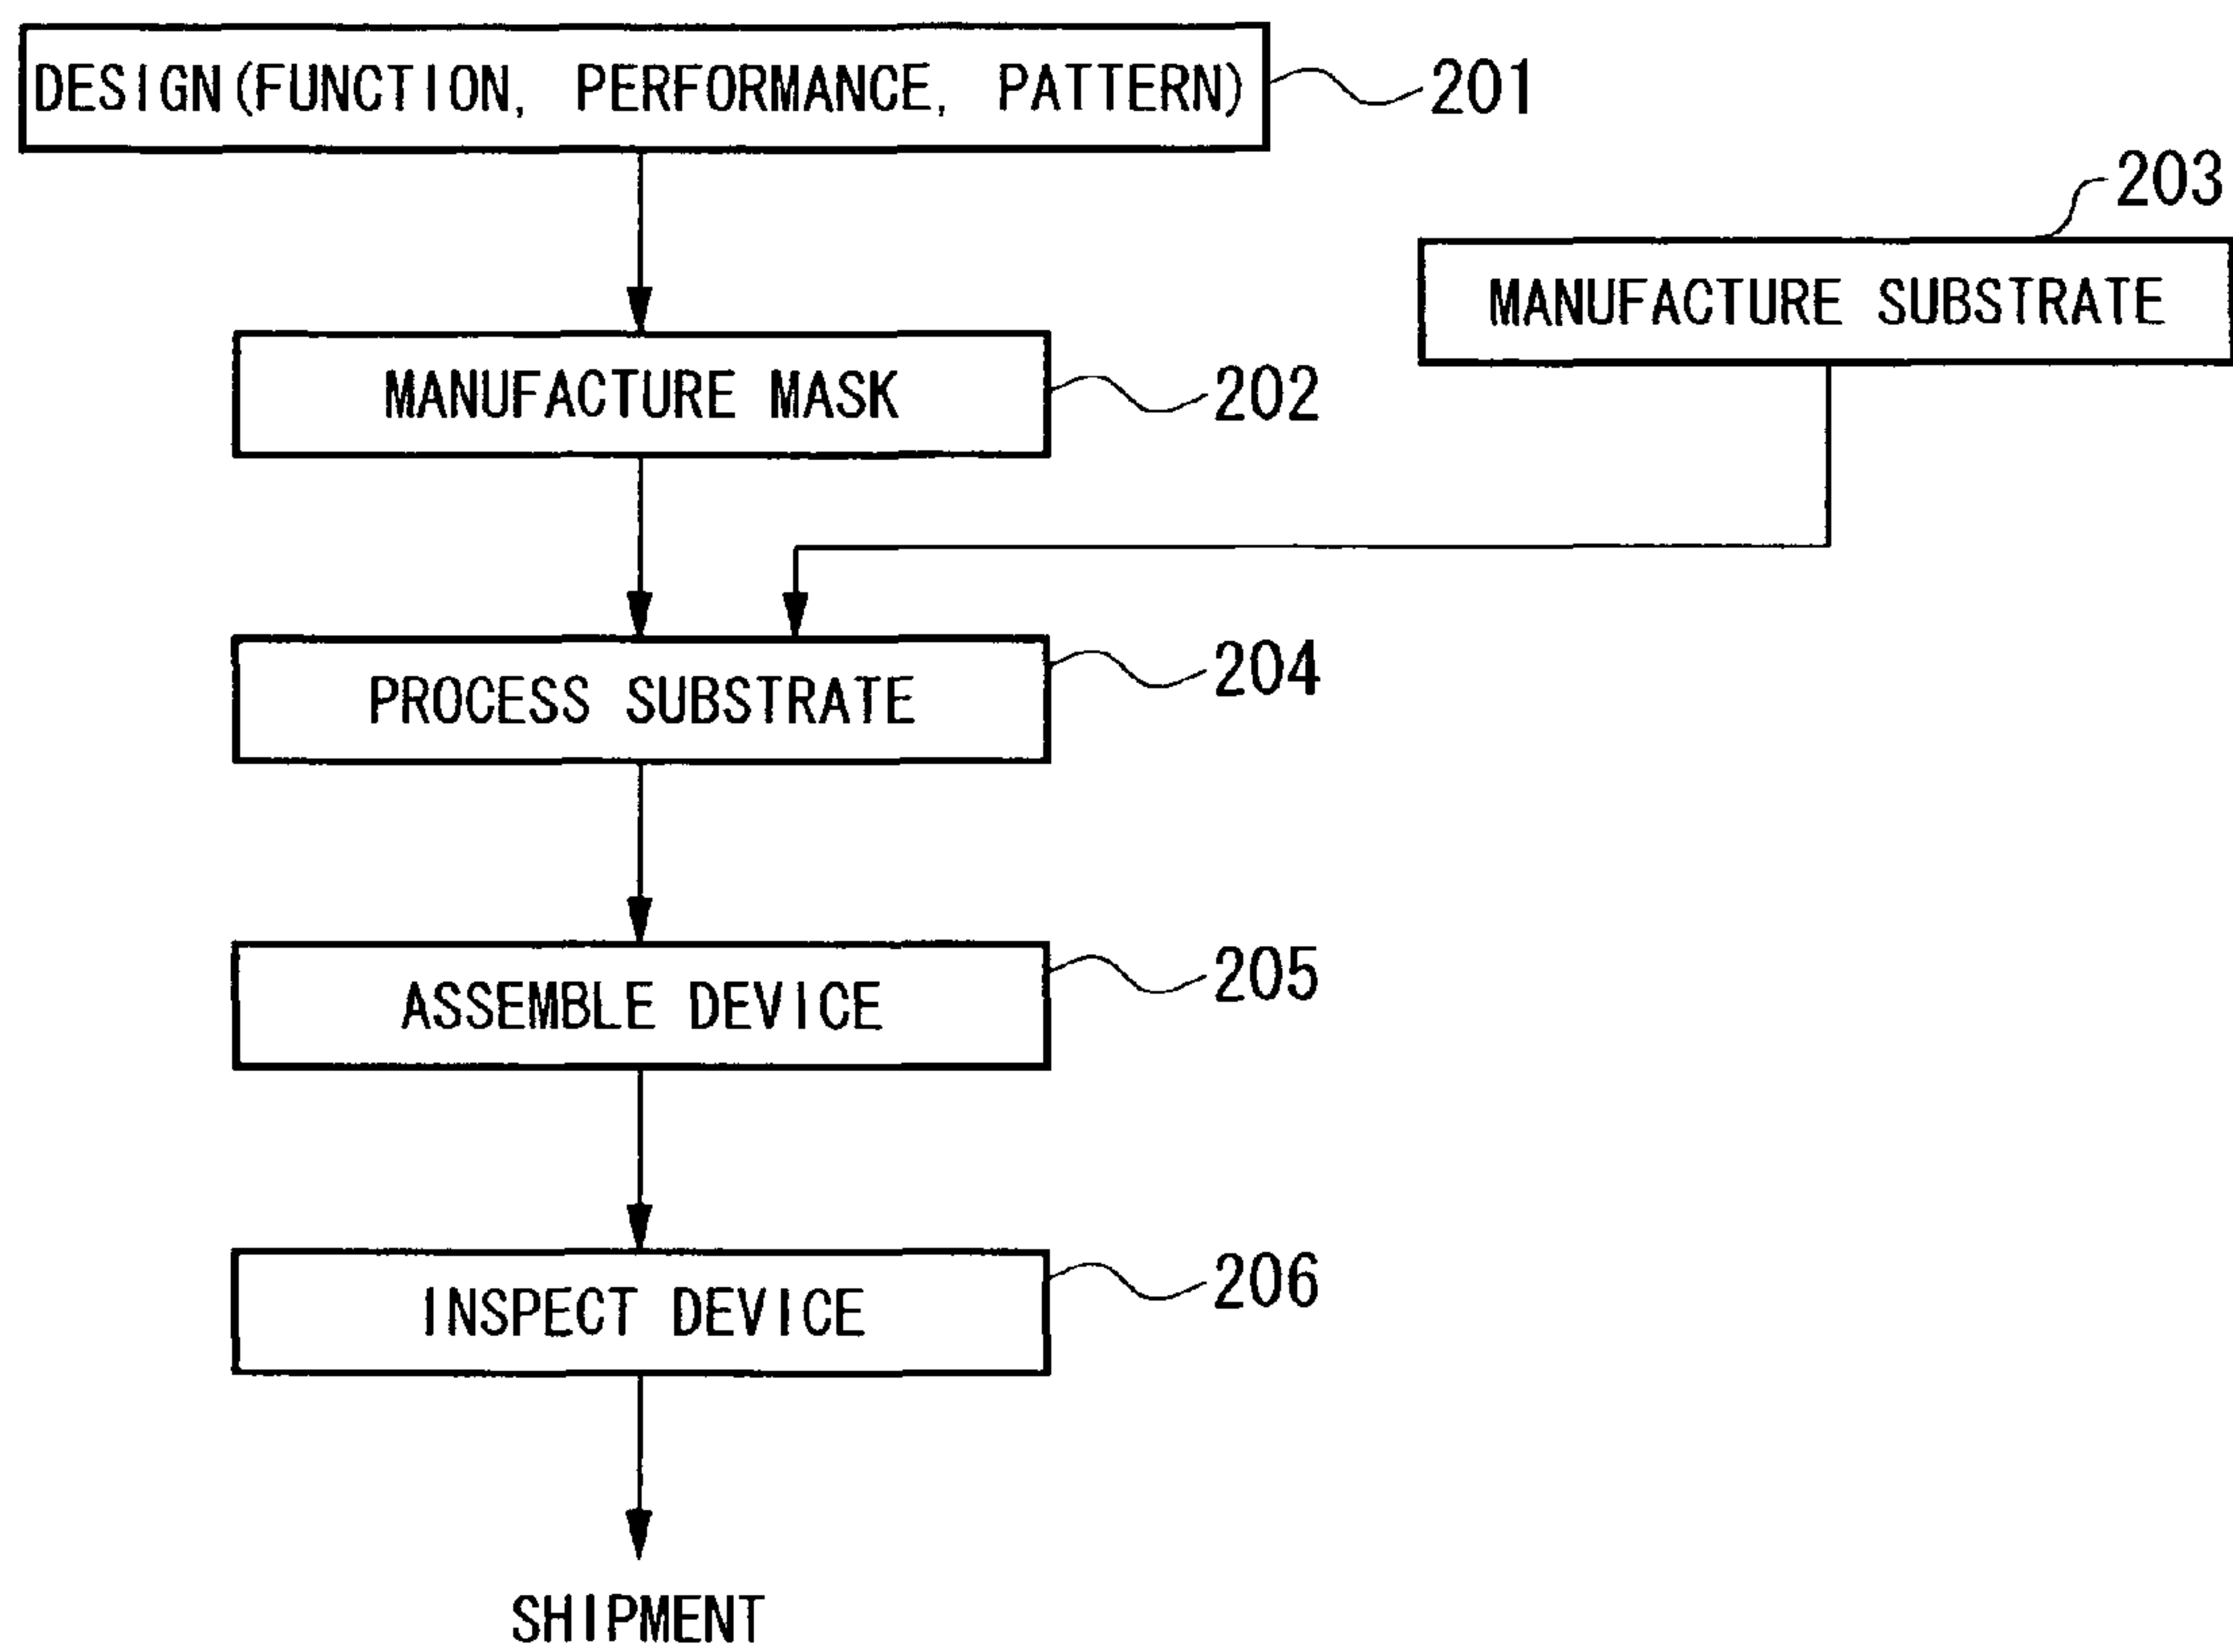 DESIGN(FUNCTION, PERFORMANCE, PATTERN)
201
203
MANUFACTURE SUBSTRATE
MANUFACTURE MASK
202
PROCESS SUBSTRATE
204
ASSEMBLE DEVICE
205
INSPECT DEVICE
206
SHIPMENT